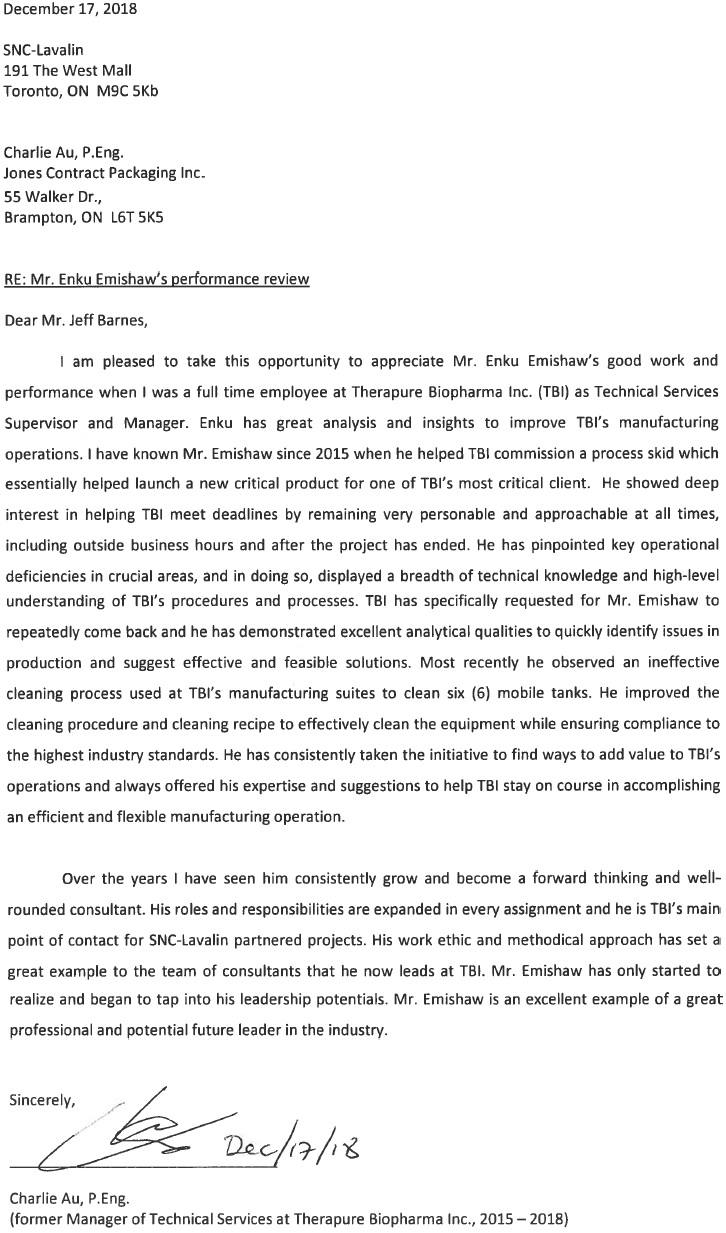 December 17, 2018
SNC-Lavalin
191 The West Mall
Toronto, ON  M9C 5Kb
Charlie Au, P.Eng.
Jones Contract Packaging Inc.
55 Walker Dr.,
Brampton, ON  L6T 5K5
RE: Mr. Enku Emishaw's performance review
Dear Mr. Jeff Barnes,
I am pleased to take this opportunity to appreciate Mr. Enku Emishaw's good work and
performance when I was a full time employee at Therapure Biopharma Inc. (TBI) as Technical Services
Supervisor and Manager. Enku has great analysis and insights to improve TBI's manufacturing
operations. I have known Mr. Emishaw since 2015 when he helped TBI commission a process skid which
essentially helped launch a new critical product for one of TBI's most critical client.  He showed deep
interest in helping TBI meet deadlines by remaining very personable and approachable at all times,
including outside business hours and after the project has ended. He has pinpointed key operational
deficiencies in crucial areas, and in doing so, displayed a breadth of technical knowledge and high-level
understanding of TBI's procedures and processes. TBI has specifically requested for Mr. Emishaw to
repeatedly come back and he has demonstrated excellent analytical qualities to quickly identify issues in
production and suggest effective and feasible solutions. Most recently he observed an ineffective
cleaning process used at TBI's manufacturing suites to clean six (6) mobile tanks. He improved the
cleaning procedure and cleaning recipe to effectively clean the equipment while ensuring compliance to
the highest industry standards. He has consistently taken the initiative to find ways to add value to TBI's
operations and always offered his expertise and suggestions to help TBI stay on course in accomplishing
an efficient and flexible manufacturing operation.
Over the years I have seen him consistently grow and become a forward thinking and well-
rounded consultant. His roles and responsibilities are expanded in every assignment and he is TBI's main
point of contact for SNC-Lavalin partnered projects. His work ethic and methodical approach has set a
great example to the team of consultants that he now leads at TBI. Mr. Emishaw has only started to
realize and began to tap into his leadership potentials. Mr. Emishaw is an excellent example of a great
professional and potential future leader in the industry.
Sincerely,
Dec/17/18
Charlie Au, P.Eng.
(former Manager of Technical Services at Therapure Biopharma Inc., 2015 – 2018)